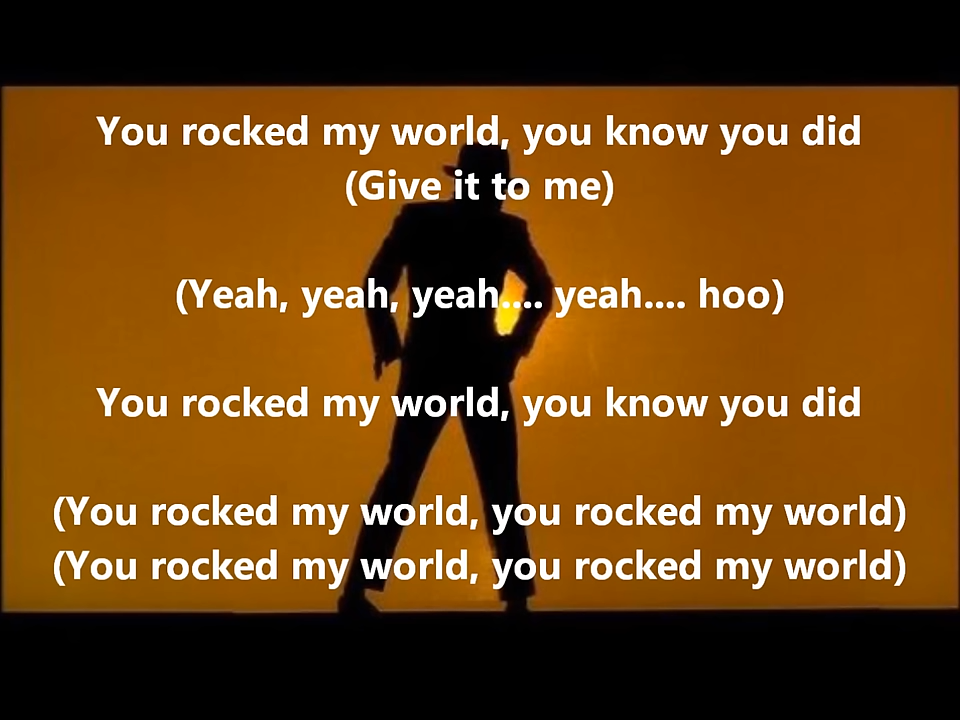 You rocked my world, you know you did
(Give it to me)
(Yeah, yeah, yeah.... yeah.... hoo)
You rocked my world, you know you did
(You rocked my world, you rocked my world)
(You rocked my world, you rocked my world)